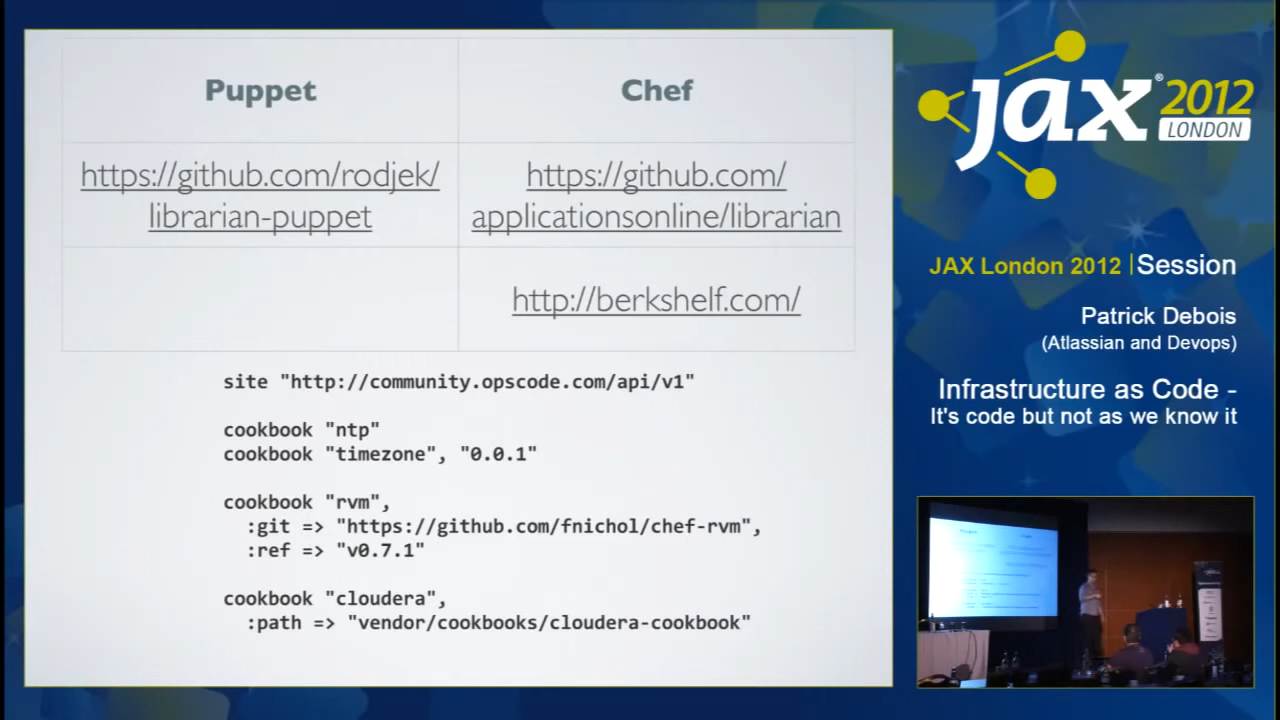 Puppet
Chef
https://github.com/rodjek/
librarian-puppet
https://github.com/
applicationsonline/librarian
http://berkshelf.com/
site "http://community.opscode.com/api/v1"
cookbook "ntp"
cookbook "timezone", "0.0.1"
cookbook "rvm",
:git => "https://github.com/fnichol/chef-rvm",
:ref => "v0.7.1"
cookbook "cloudera",
:path => "vendor/cookbooks/cloudera-cookbook"
jax® 2012
LONDON
JAX London 2012 | Session
Patrick Debois
(Atlassian and Devops)
Infrastructure as Code -
It's code but not as we know it